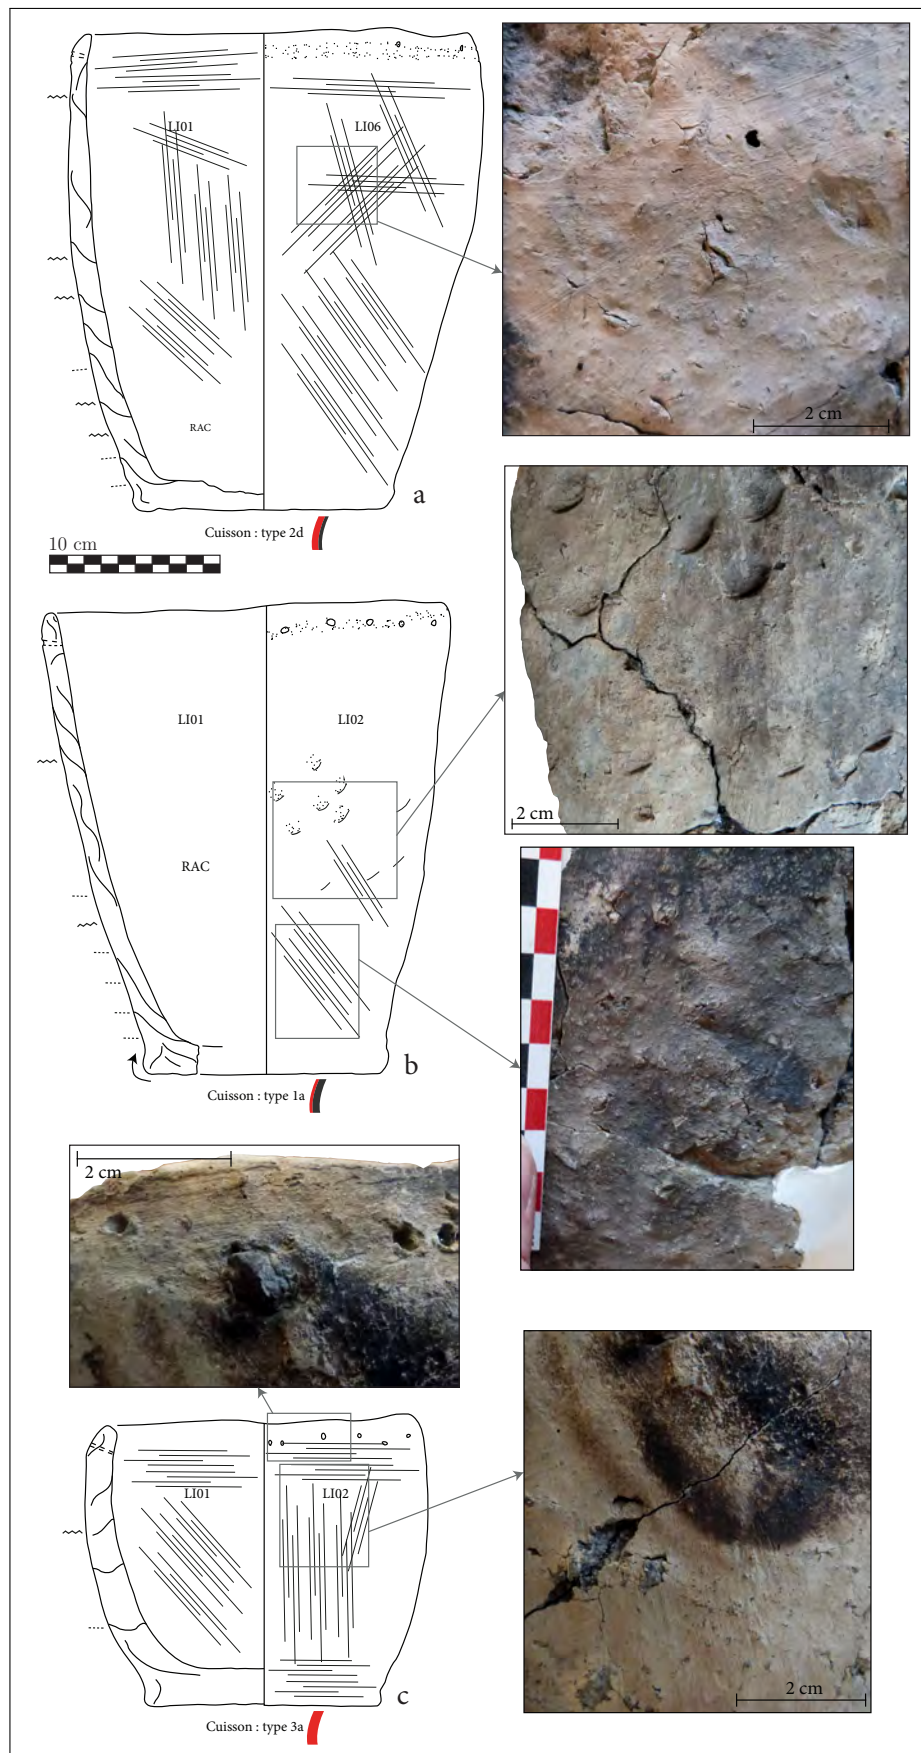 LI01
LI06
RAC
a
2 cm
Cuisson : type 2d
10 cm
LI01
LI02
RAC
b
2 cm
Cuisson : type 1a
2 cm
LI01
LI02
c
2 cm
Cuisson : type 3a